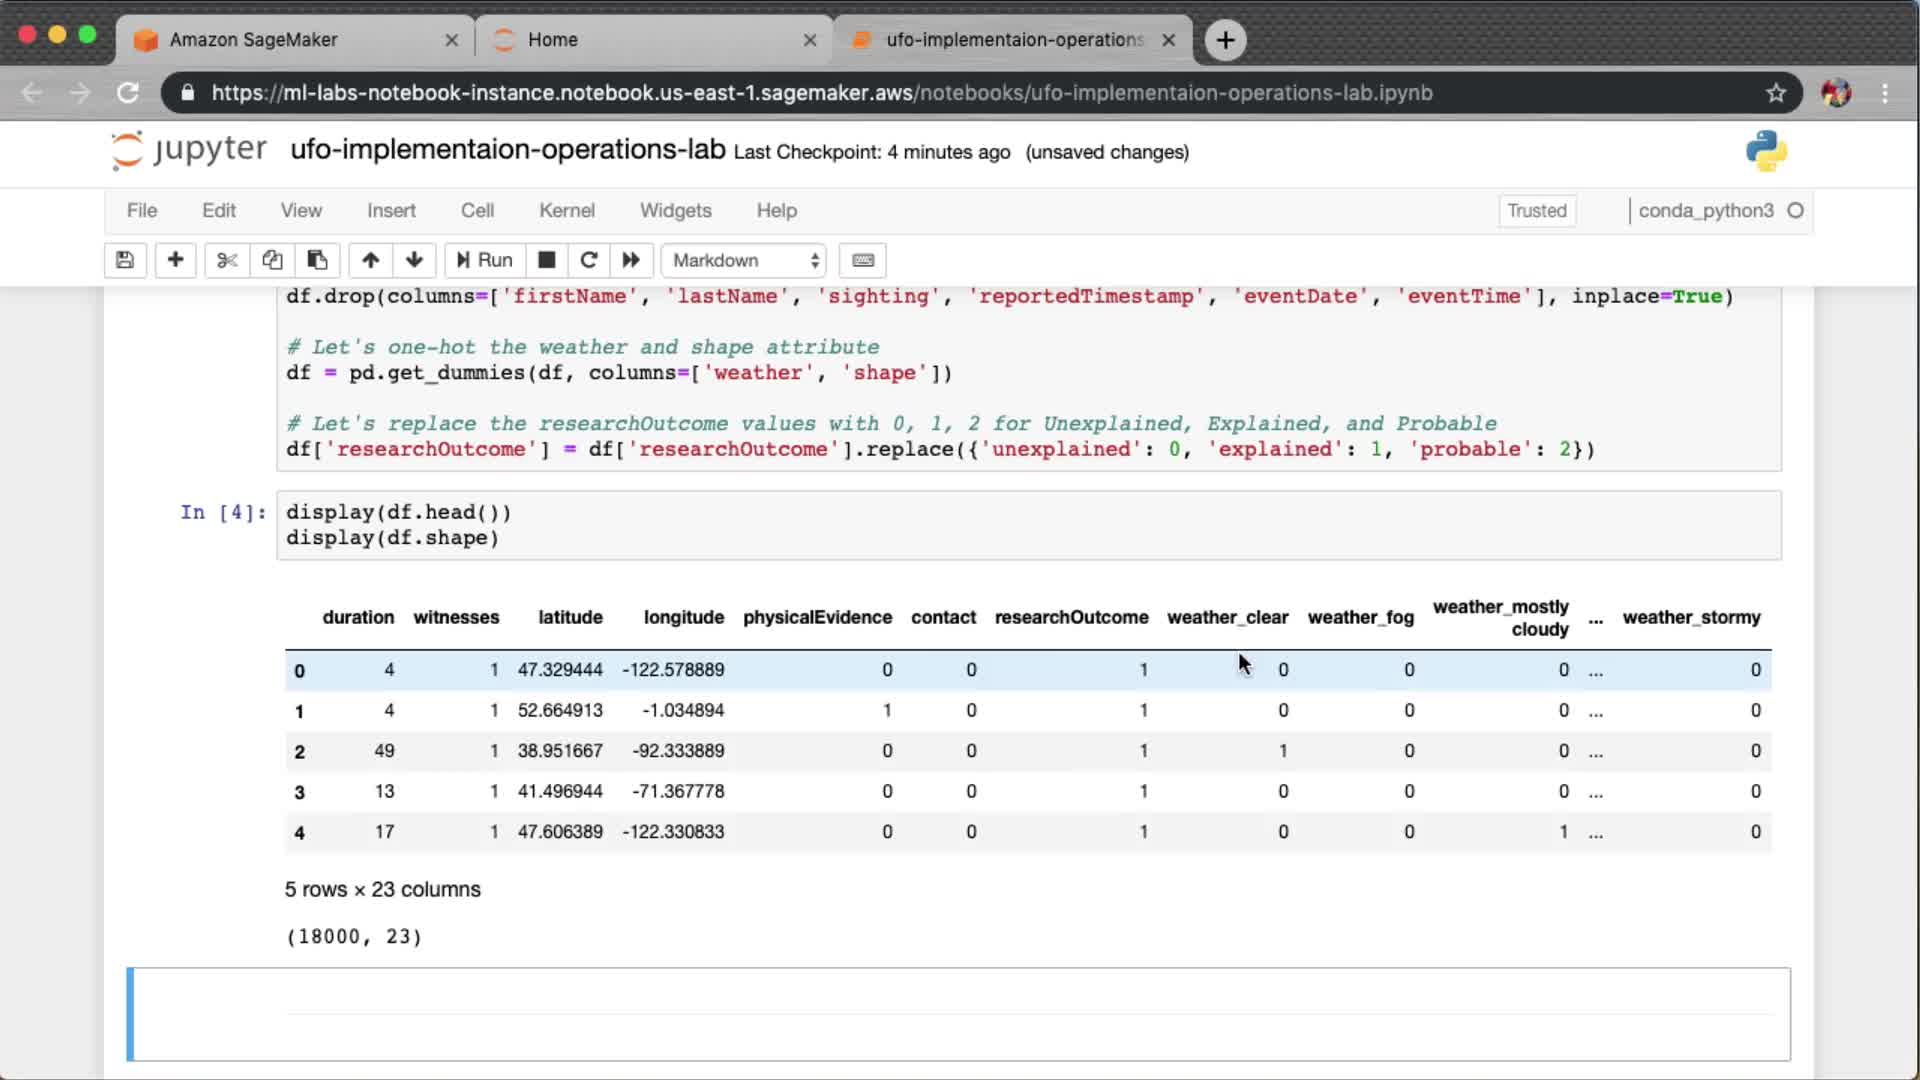 Amazon SageMaker
Home
ufo-implementaion-operations
https://ml-labs-notebook-instance.notebook.us-east-1.sagemaker.aws/notebooks/ufo-implementaion-operations-lab.ipynb
jupyter ufo-implementaion-operations-lab Last Checkpoint: 4 minutes ago (unsaved changes)
File Edit View Insert Cell Kernel Widgets Help Trusted conda_python3
Run Markdown
df.drop(columns=['firstName', 'lastName', 'sighting', 'reportedTimestamp', 'eventDate', 'eventTime'], inplace=True)
# Let's one-hot the weather and shape attribute
df = pd.get_dummies(df, columns=['weather', 'shape'])
# Let's replace the researchOutcome values with 0, 1, 2 for Unexplained, Explained, and Probable
df['researchOutcome'] = df['researchOutcome'].replace({'unexplained': 0, 'explained': 1, 'probable': 2})
In [4]: display(df.head())
display(df.shape)
duration witnesses latitude longitude physicalEvidence contact researchOutcome weather_clear weather_fog weather_mostly cloudy ... weather_stormy
0 4 1 47.329444 -122.578889 0 0 1 0 0 0 ... 0
1 4 1 52.664913 -1.034894 1 0 1 0 0 0 ... 0
2 49 1 38.951667 -92.333889 0 0 1 1 0 0 ... 0
3 13 1 41.496944 -71.367778 0 0 1 0 0 0 ... 0
4 17 1 47.606389 -122.330833 0 0 1 0 0 1 ... 0
5 rows × 23 columns
(18000, 23)